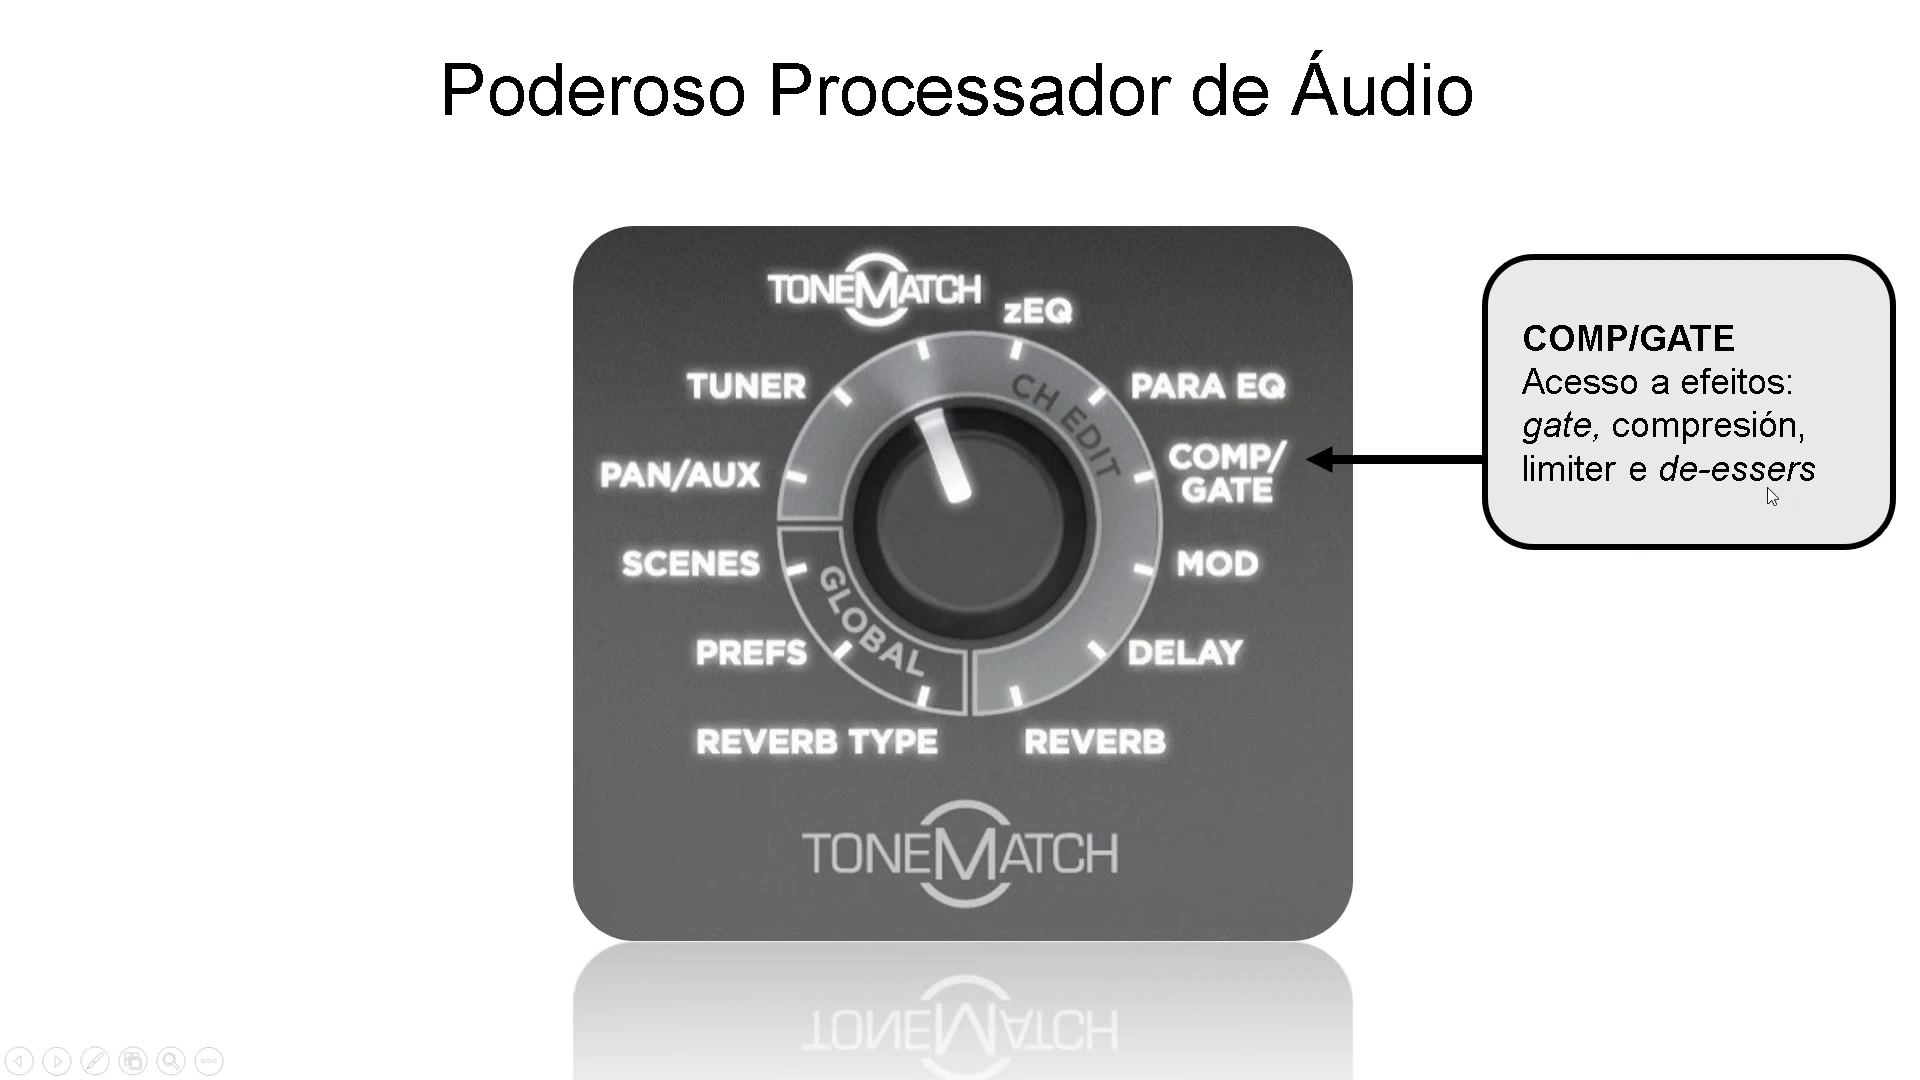 Poderoso Processador de Áudio
TONEMATCH
zEQ
TUNER
PARA EQ
CH EDIT
PAN/AUX
COMP/
GATE
SCENES
MOD
GLOBAL
PREFS
DELAY
REVERB TYPE
REVERB
TONEMATCH
COMP/GATE
Acesso a efeitos:
gate, compresión,
limiter e de-essers
TONEMATCH